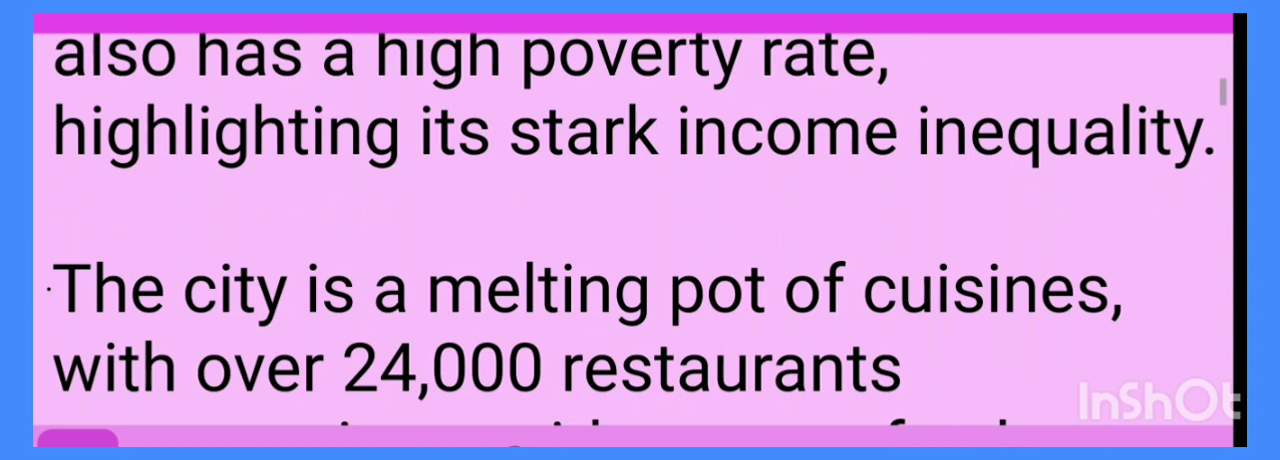 also has a high poverty rate,
highlighting its stark income inequality.
The city is a melting pot of cuisines,
with over 24,000 restaurants
InShOt